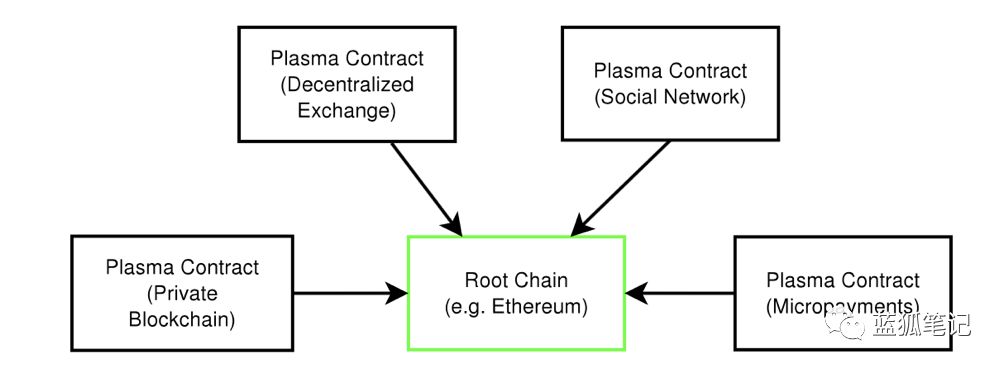 Plasma Contract
(Decentralized
Exchange)
Plasma Contract
(Social Network)
Plasma Contract
(Private
Blockchain)
Root Chain
(e.g. Ethereum)
Plasma Contract
(Micropayments)
蓝狐笔记